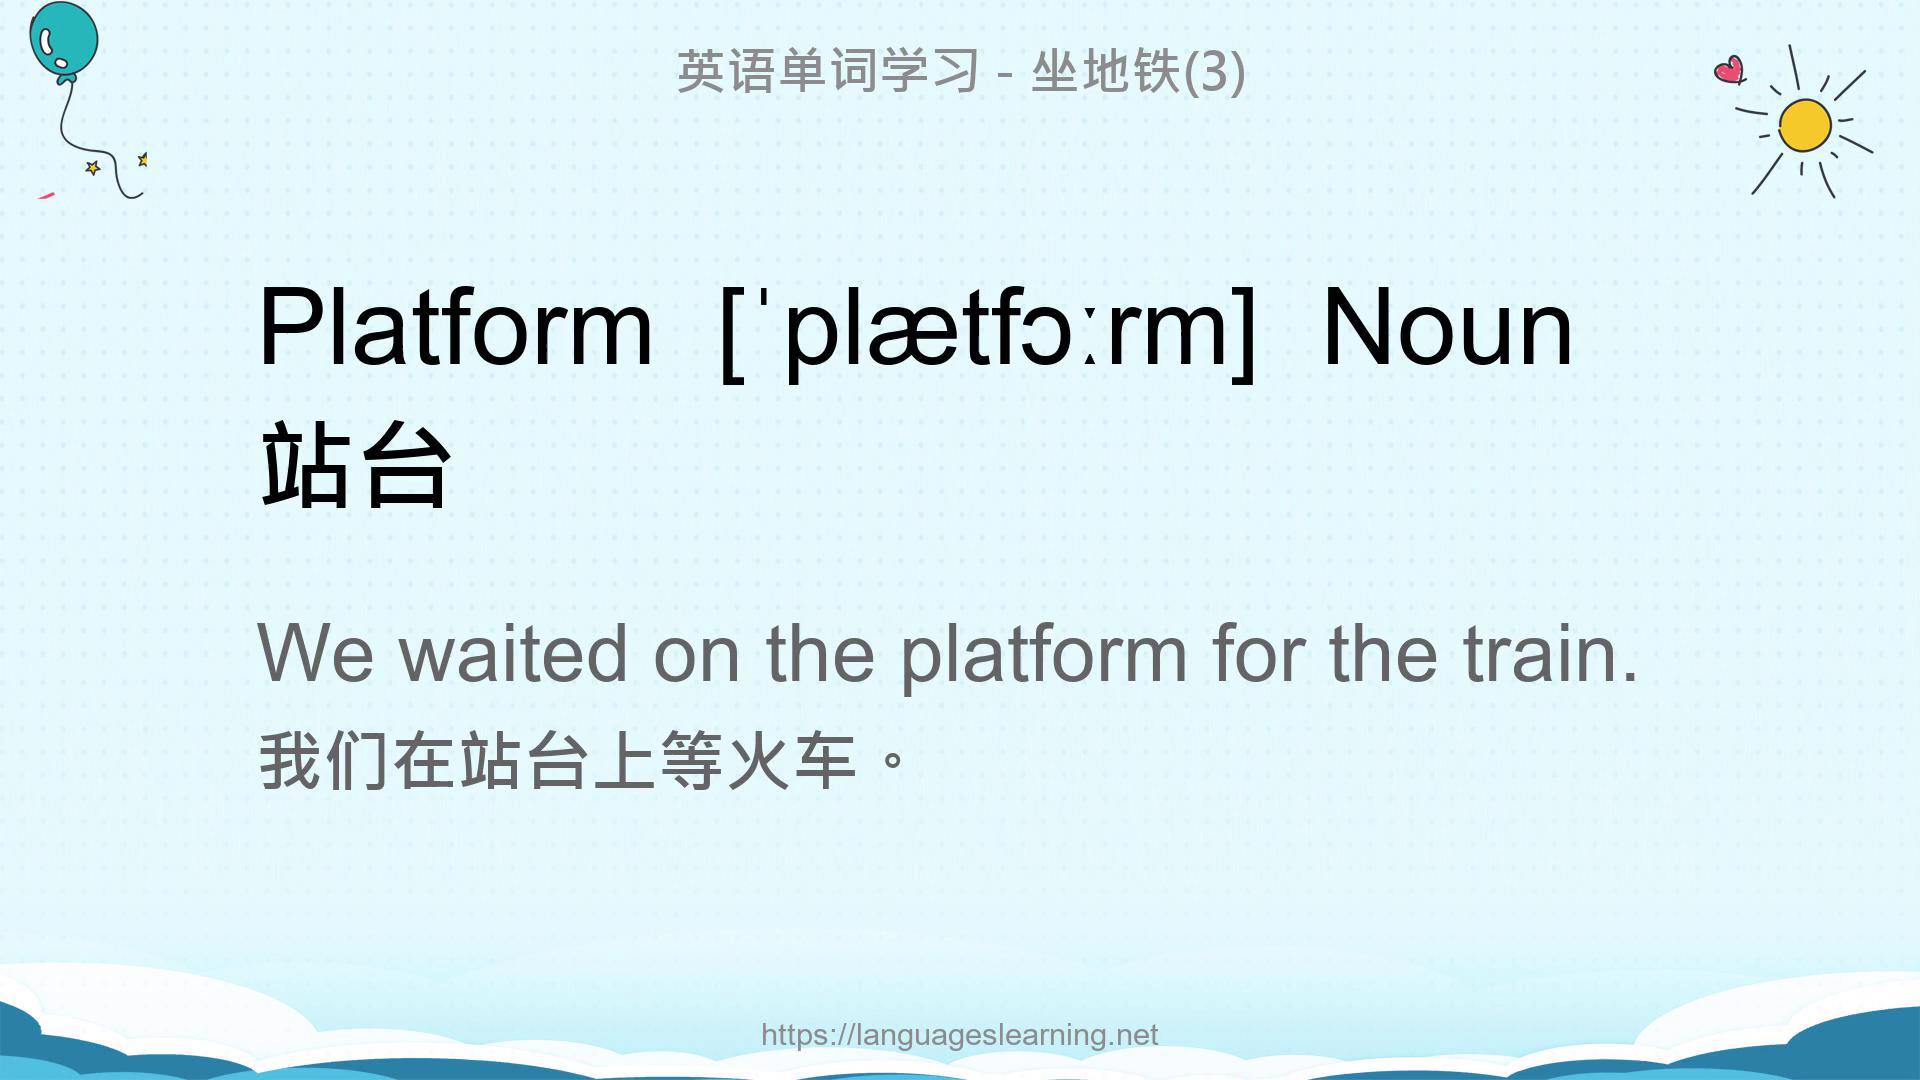 英语单词学习 - 坐地铁(3)
Platform [ˈplætfɔːrm] Noun
站台
We waited on the platform for the train.
我们在站台上等火车。
https://languageslearning.net